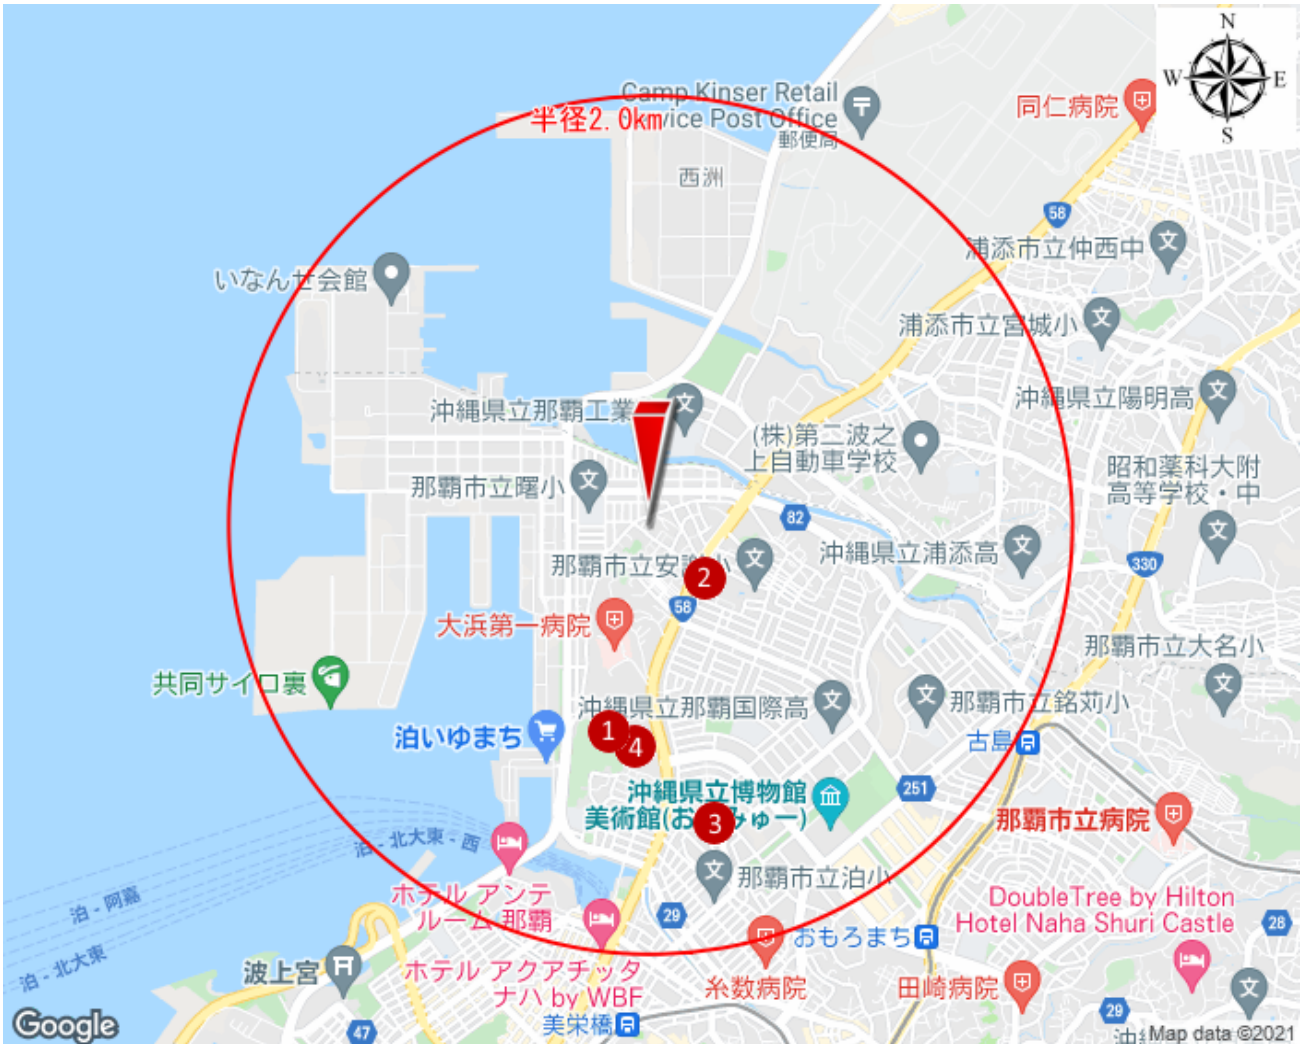 N
W
E
S
Camp Kinser Retail
vice Post Office
郵便局
半径2.0km
同仁病院
西洲
58
浦添市立仲西中
いなんせ会館
浦添市立宮城小
沖縄県立陽明高
沖縄県立那覇工業
(株)第二波之
上自動車学校
昭和薬科大附
高等学校・中
那覇市立曙小
82
沖縄県立浦添高
330
那覇市立安謝小
2
58
大浜第一病院
那覇市立大名小
共同サイロ裏
沖縄県立那覇国際高
那覇市立銘苅小
泊いゆまち
1
4
古島
沖縄県立博物館
美術館(お
みゅー)
3
251
那覇市立病院
泊 - 北大東 - 西
那覇市立泊小
ホテル アンテ
ルーム 那覇
DoubleTree by Hilton
Hotel Naha Shuri Castle
泊 - 阿嘉
29
28
おもろまち
泊 - 北大東
波上宮
ホテル アクアチッタ
ナハ by WBF
糸数病院
田崎病院
美栄橋
47
29
Google
Map data ©2021